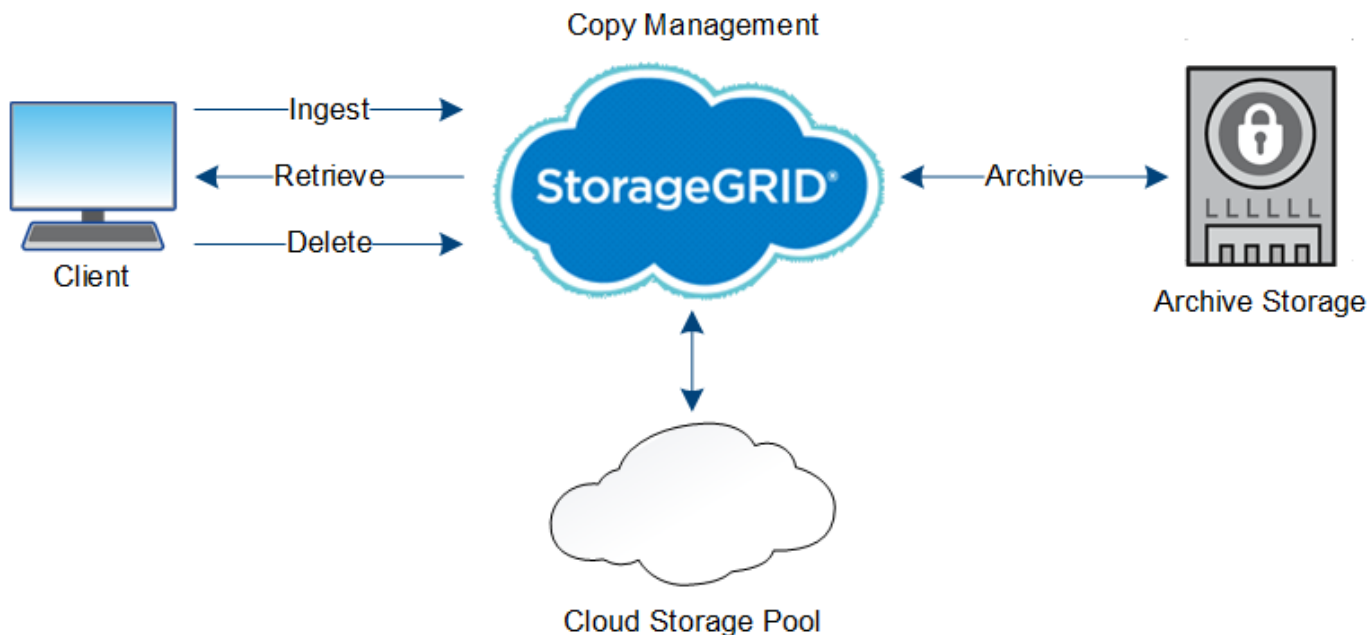 Copy Management
Ingest
Retrieve
Delete
Client
StorageGRID®
Archive
Archive Storage
Cloud Storage Pool